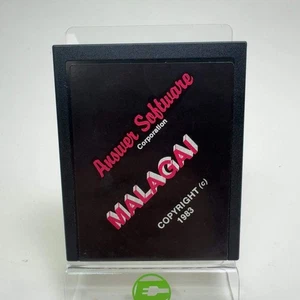 Answer Software
Corporation
MALAGAI
COPYRIGHT (c)
1983